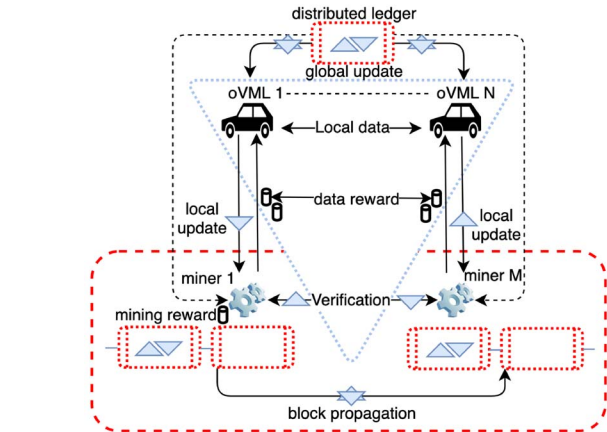 distributed ledger
global update
oVML 1
oVML N
Local data
data reward
local
update
local
update
miner 1
miner M
Verification
mining reward
block propagation